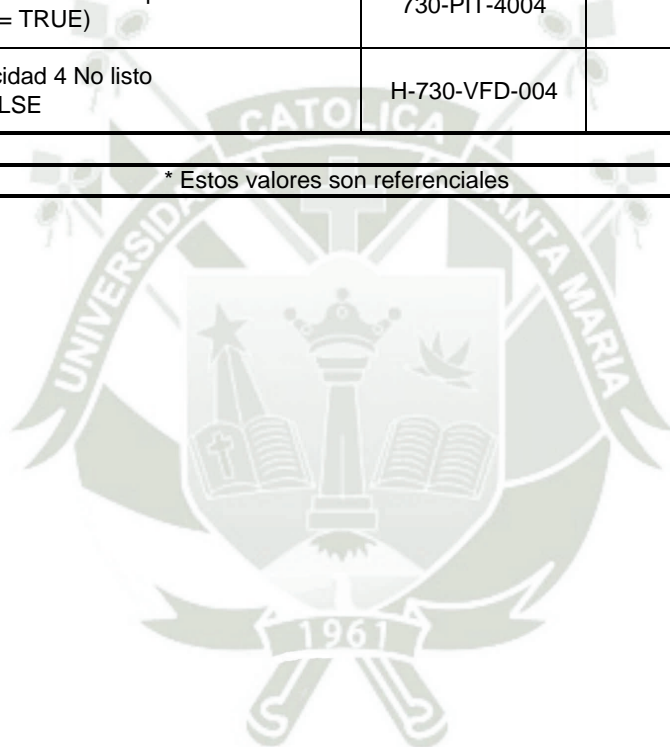 = TRUE)
730-PIT-4004
cidad 4 No listo
LSE
H-730-VFD-004
* Estos valores son referenciales
UNIVERSIDAD CATOLICA SANTA MARIA
1961